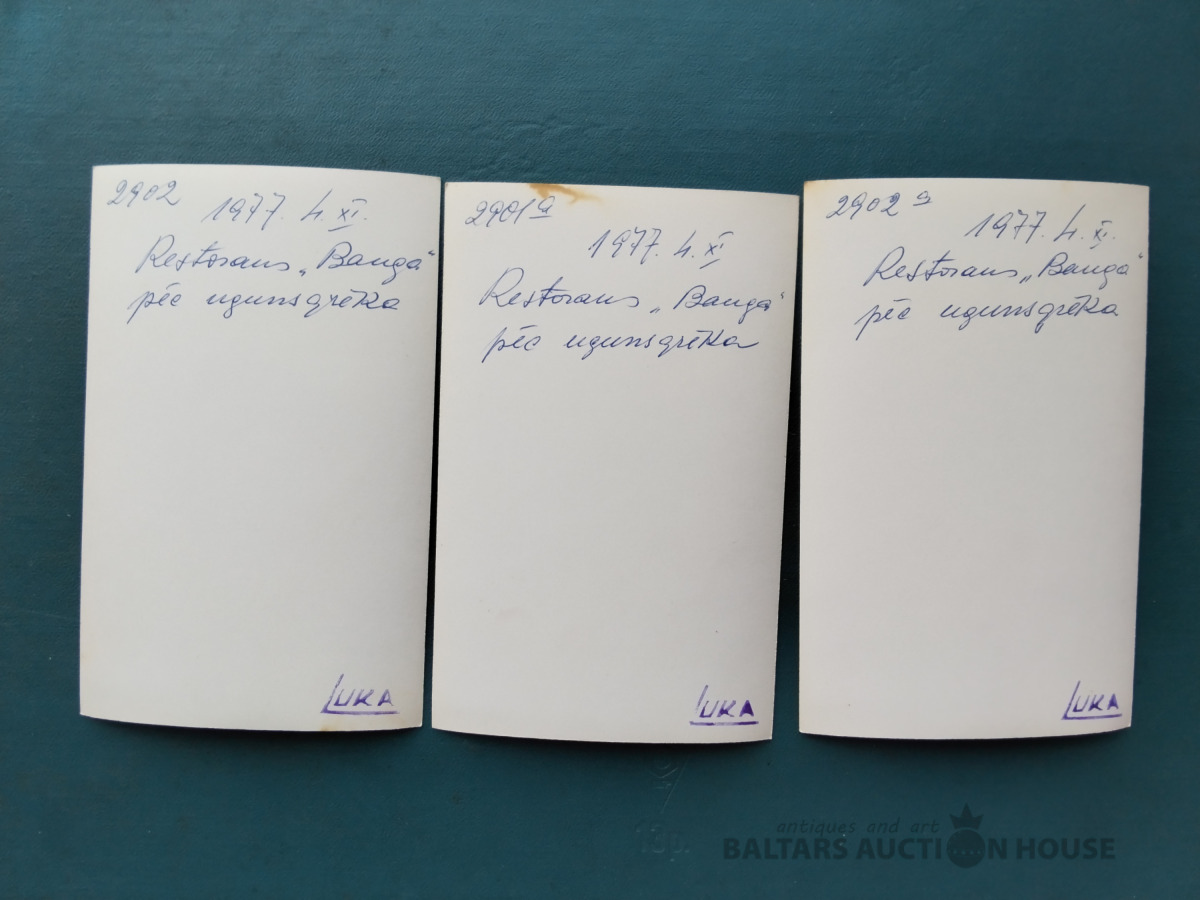 2902
1977. 4. XI.
Restorans „Banga"
pēc ugunsgrēka
LUKA
2901a
1977. 4. XI
Restorans „Banga"
pēc ugunsgrēka
LUKA
2902a
1977. 4. XI.
Restorans „Banga"
pēc ugunsgrēka
LUKA
antiques and art
BALTARS AUCTION HOUSE